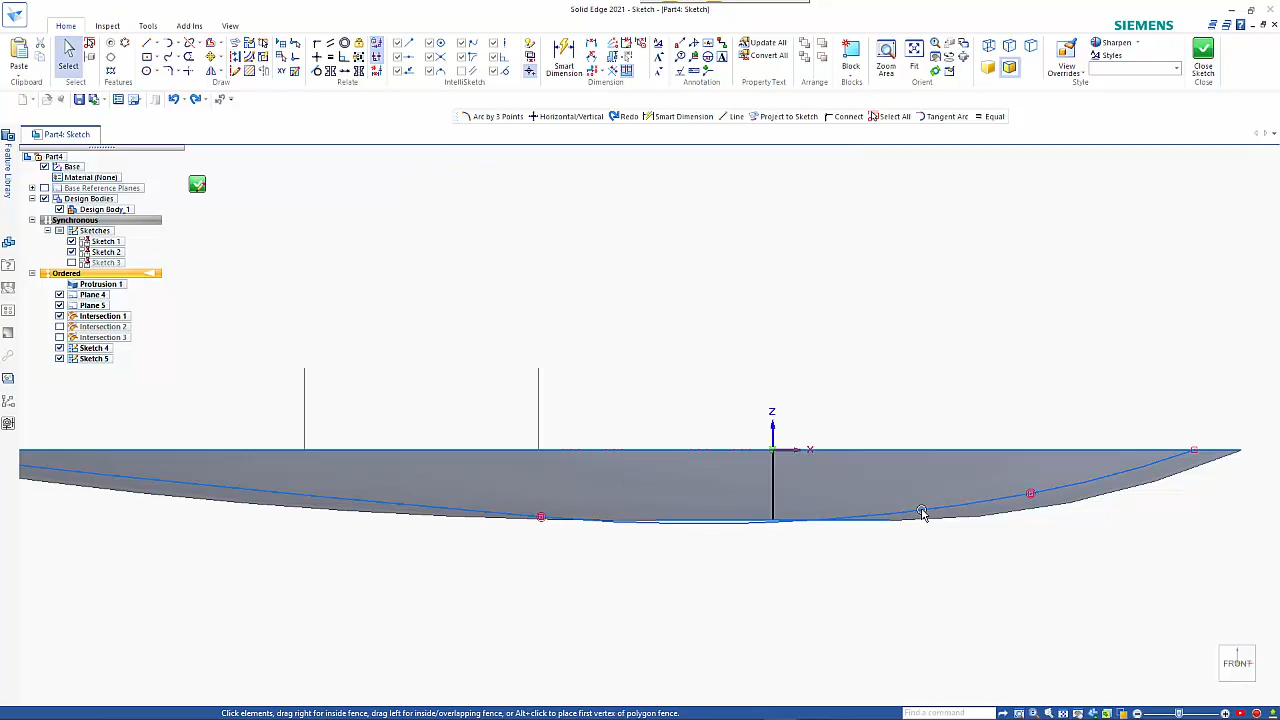 Solid Edge 2021 - Sketch - [Part4: Sketch]
Home Inspect Tools Add Ins View
SIEMENS
Paste
Select
Smart Dimension
Update All
Convert All
Block
Zoom Area
Fit
View Overrides
Sharpen
Styles
Close Sketch
Clipboard Select Features Draw Relate IntelliSketch Dimension Annotation PropertyText Arrange Blocks Orient Style Close
Arc by 3 Points Horizontal/Vertical Redo Smart Dimension Line Project to Sketch Connect Select All Tangent Arc Equal
Part4: Sketch
Feature Library
Part4
Base
Material (None)
Base Reference Planes
Design Bodies
Design Body_1
Synchronous
Sketches
Sketch 1
Sketch 2
Sketch 3
Ordered
Protrusion 1
Plane 4
Plane 5
Intersection 1
Intersection 2
Intersection 3
Sketch 4
Sketch 5
Z
X
FRONT
Click elements, drag right for inside fence, drag left for inside/overlapping fence, or Alt+click to place first vertex of polygon fence.
Find a command